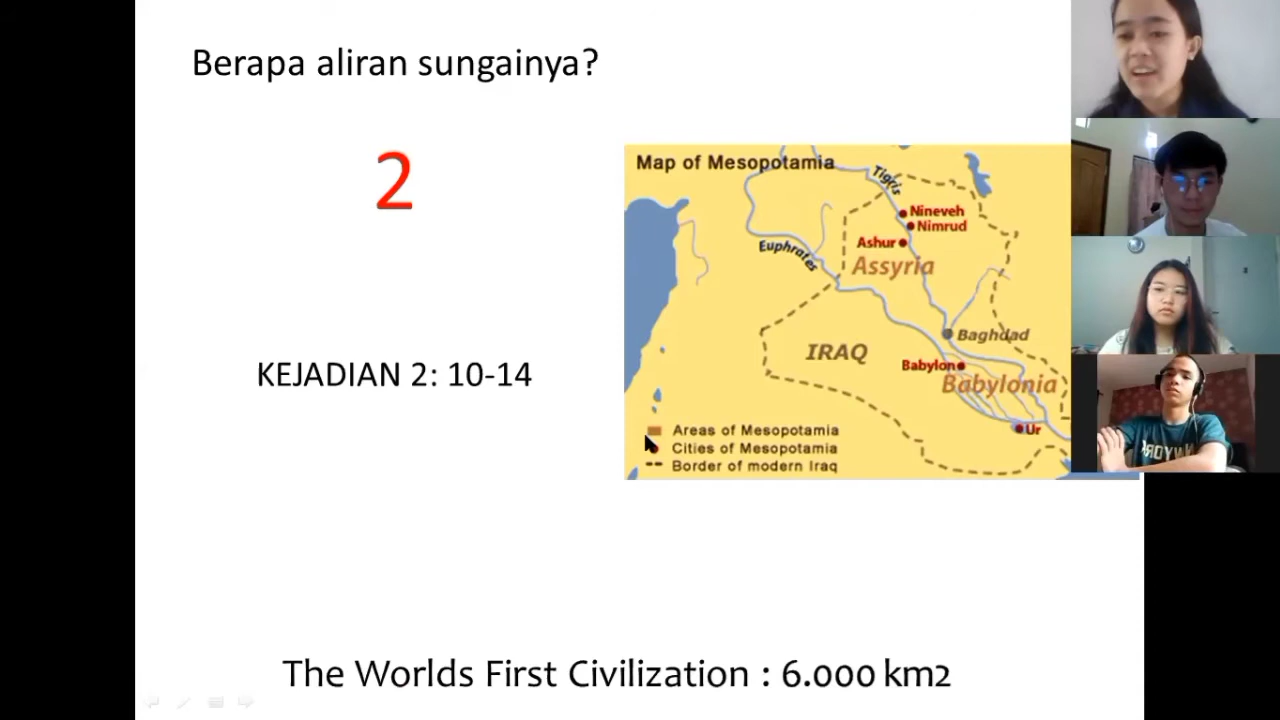 Berapa aliran sungainya?
2
KEJADIAN 2: 10-14
Map of Mesopotamia
Tigris
Nineveh
Nimrud
Ashur
Euphrates
Assyria
Baghdad
IRAQ
Babylon
Babylonia
Ur
Areas of Mesopotamia
Cities of Mesopotamia
Border of modern Iraq
The Worlds First Civilization : 6.000 km2